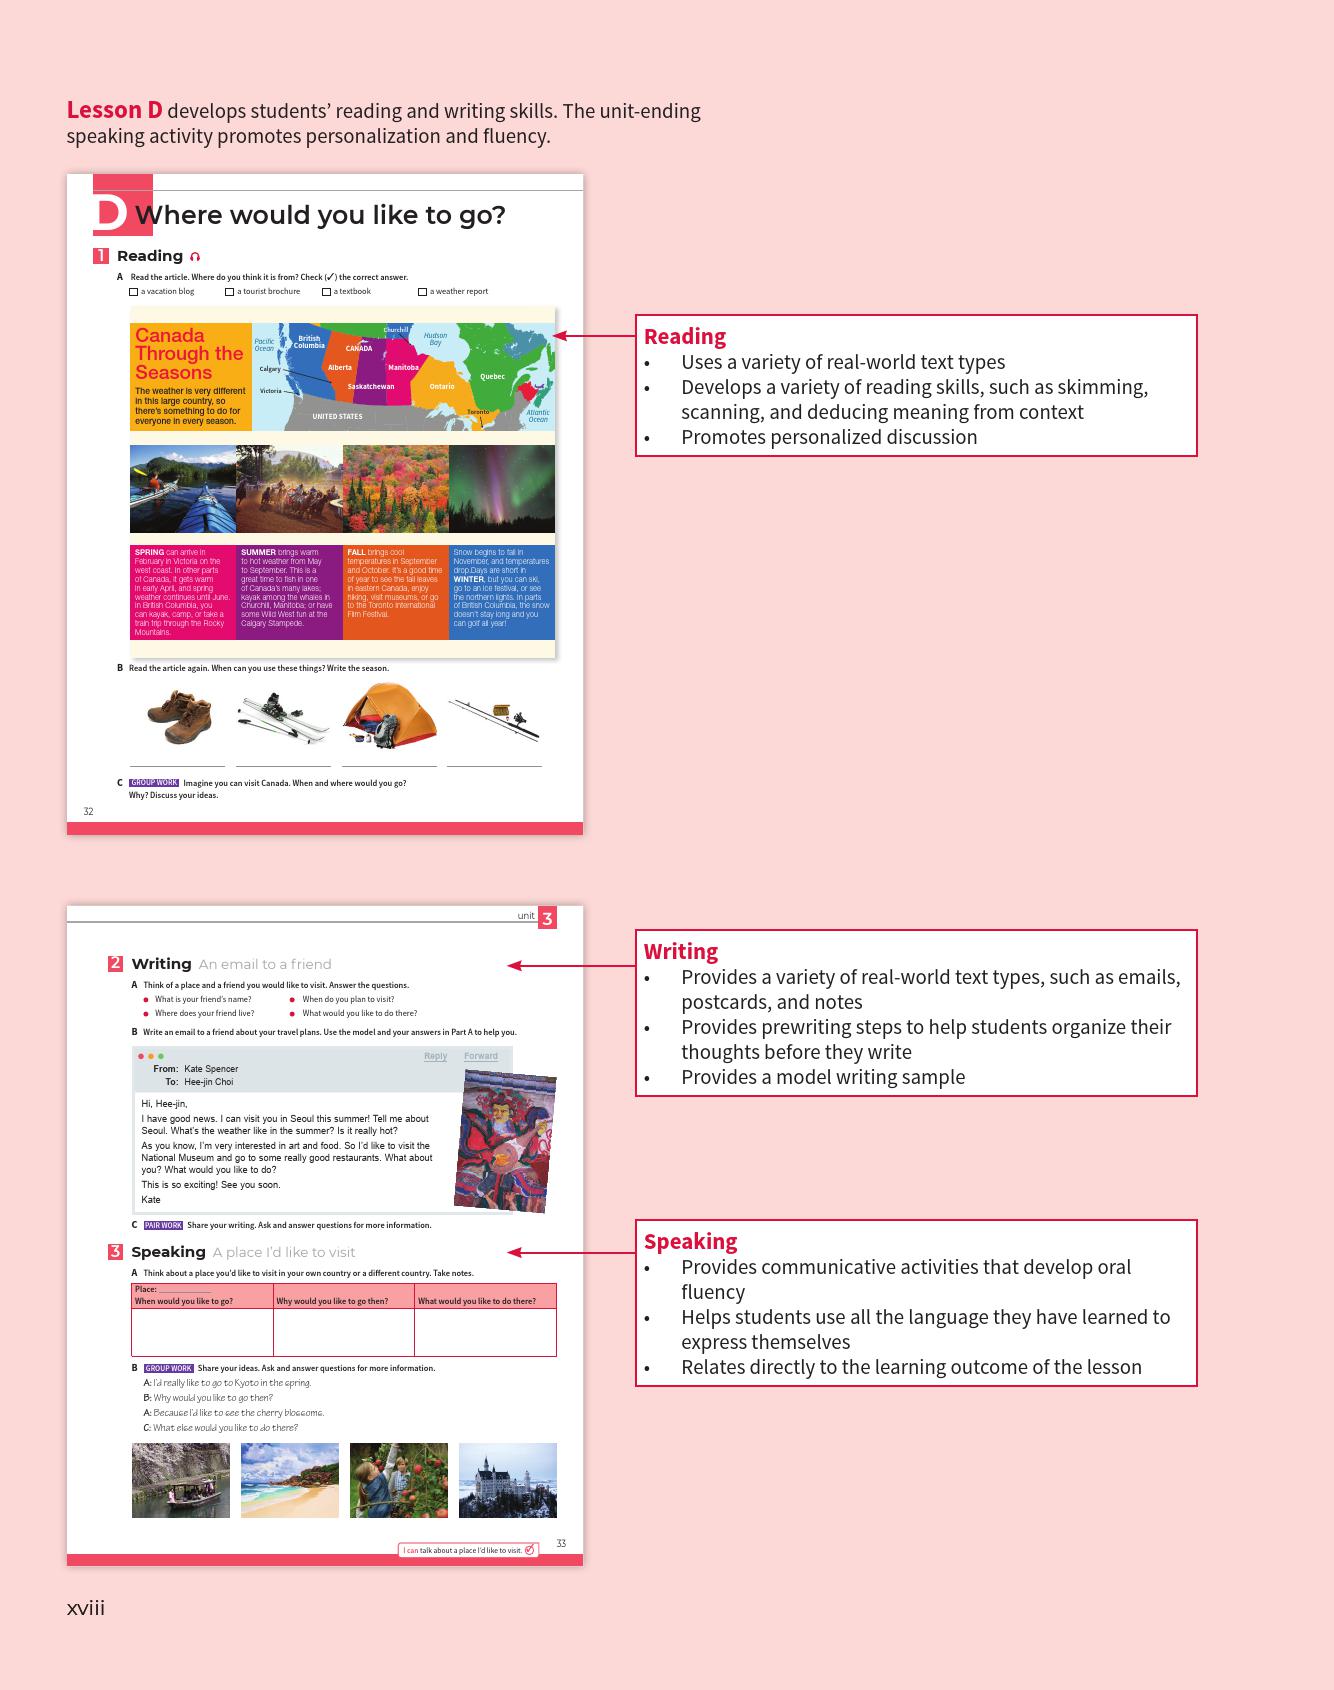 Lesson D develops students’ reading and writing skills. The unit-ending
speaking activity promotes personalization and fluency.
D Where would you like to go?
1 Reading
A Read the article. Where do you think it is from? Check (✓) the correct answer.
a vacation blog
a tourist brochure
a textbook
a weather report
Canada
Through the
Seasons
The weather is very different
in this large country, so
there's something to do for
everyone in every season.
Pacific
Ocean
British
Columbia
Calgary
Victoria
Alberta
CANADA
Saskatchewan
Churchill
Manitoba
Hudson
Bay
Ontario
Quebec
Toronto
UNITED STATES
Atlantic
Ocean
SPRING can arrive in
February in Victoria on the
west coast. In other parts
of Canada, it gets warm
in early April, and spring
weather continues until June.
In British Columbia, you
can kayak, camp, or take a
train trip through the Rocky
Mountains.
SUMMER brings warm
to hot weather from May
to September. This is a
great time to fish in one
of Canada's many lakes;
kayak among the whales in
Churchill, Manitoba; or have
some Wild West fun at the
Calgary Stampede.
FALL brings cool
temperatures in September
and October. It's a good time
of year to see the fall leaves
in eastern Canada, enjoy
hiking, visit museums, or go
to the Toronto International
Film Festival.
Snow begins to fall in
November, and temperatures
drop.Days are short in
WINTER, but you can ski,
go to an ice festival, or see
the northern lights. In parts
of British Columbia, the snow
doesn't stay long and you
can golf all year!
B Read the article again. When can you use these things? Write the season.
C GROUP WORK Imagine you can visit Canada. When and where would you go?
Why? Discuss your ideas.
32
Reading
• Uses a variety of real-world text types
• Develops a variety of reading skills, such as skimming,
scanning, and deducing meaning from context
• Promotes personalized discussion
unit 3
2 Writing An email to a friend
A Think of a place and a friend you would like to visit. Answer the questions.
• What is your friend's name?
• When do you plan to visit?
• Where does your friend live?
• What would you like to do there?
B Write an email to a friend about your travel plans. Use the model and your answers in Part A to help you.
Reply Forward
From: Kate Spencer
To: Hee-jin Choi
Hi, Hee-jin,
I have good news. I can visit you in Seoul this summer! Tell me about
Seoul. What's the weather like in the summer? Is it really hot?
As you know, I'm very interested in art and food. So I'd like to visit the
National Museum and go to some really good restaurants. What about
you? What would you like to do?
This is so exciting! See you soon.
Kate
C PAIR WORK Share your writing. Ask and answer questions for more information.
3 Speaking A place I'd like to visit
A Think about a place you'd like to visit in your own country or a different country. Take notes.
Place: ____________
When would you like to go?
Why would you like to go then?
What would you like to do there?
B GROUP WORK Share your ideas. Ask and answer questions for more information.
A: I'd really like to go to Kyoto in the spring.
B: Why would you like to go then?
A: Because I'd like to see the cherry blossoms.
C: What else would you like to do there?
I can talk about a place I'd like to visit.
33
Writing
• Provides a variety of real-world text types, such as emails,
postcards, and notes
• Provides prewriting steps to help students organize their
thoughts before they write
• Provides a model writing sample
Speaking
• Provides communicative activities that develop oral
fluency
• Helps students use all the language they have learned to
express themselves
• Relates directly to the learning outcome of the lesson
xviii